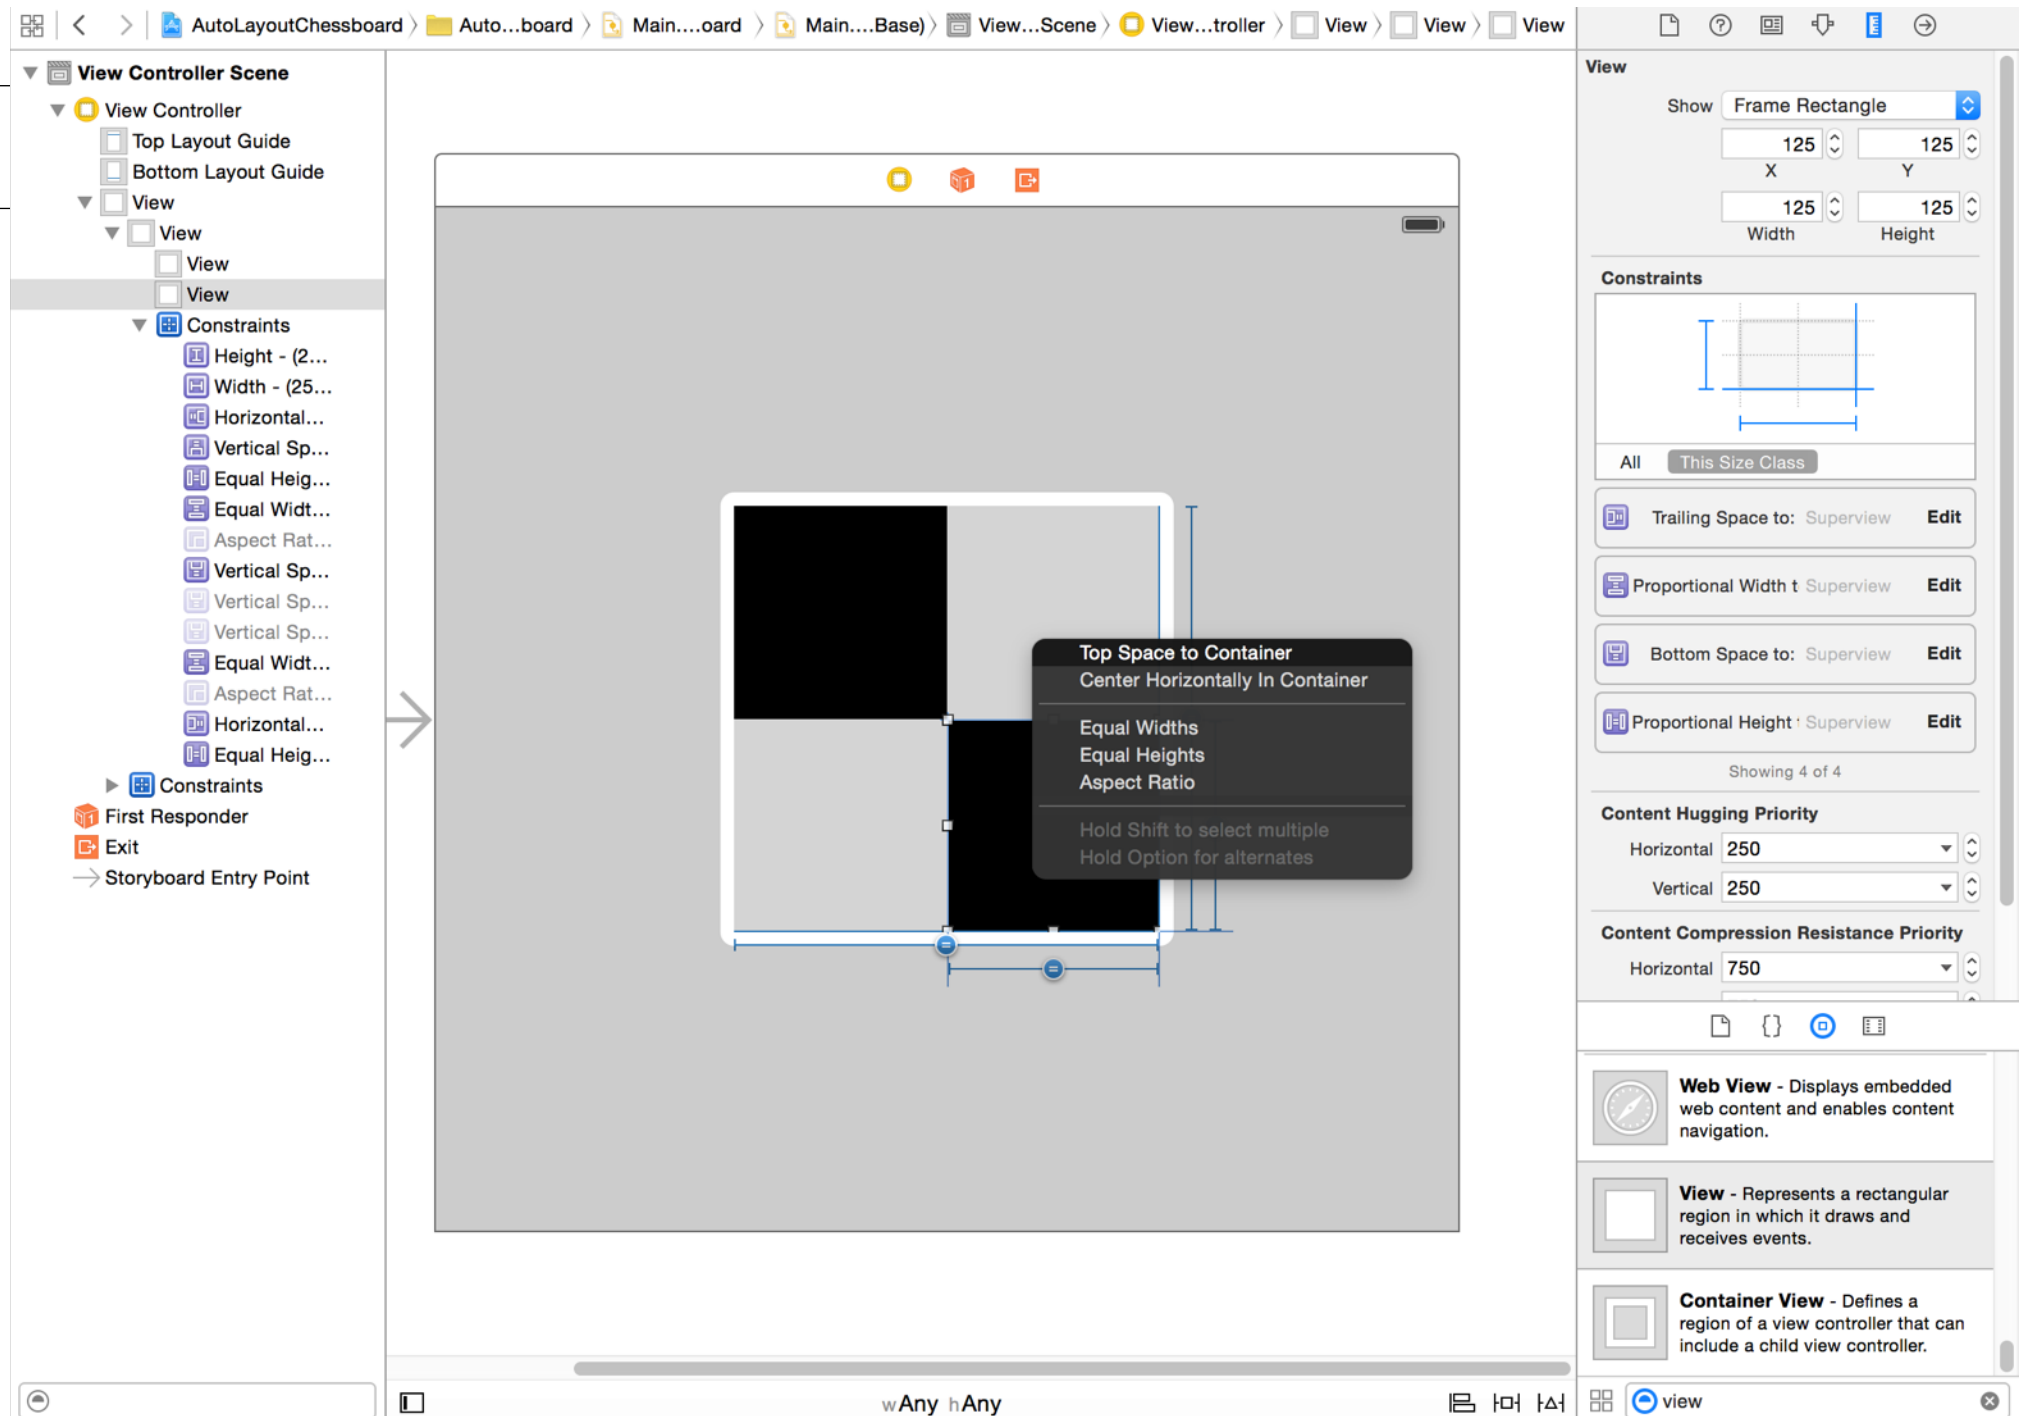 AutoLayoutChessboard
Auto...board
Main....oard
Main....Base)
View...Scene
View...troller
View
View
View
View Controller Scene
View Controller
Top Layout Guide
Bottom Layout Guide
View
View
View
View
Constraints
Height - (2...
Width - (25...
Horizontal...
Vertical Sp...
Equal Heig...
Equal Widt...
Aspect Rat...
Vertical Sp...
Vertical Sp...
Vertical Sp...
Equal Widt...
Aspect Rat...
Horizontal...
Equal Heig...
Constraints
First Responder
Exit
Storyboard Entry Point
Top Space to Container
Center Horizontally In Container
Equal Widths
Equal Heights
Aspect Ratio
Hold Shift to select multiple
Hold Option for alternates
wAny hAny
View
Show Frame Rectangle
125 125
X Y
125 125
Width Height
Constraints
All This Size Class
Trailing Space to: Superview Edit
Proportional Width t Superview Edit
Bottom Space to: Superview Edit
Proportional Height Superview Edit
Showing 4 of 4
Content Hugging Priority
Horizontal 250
Vertical 250
Content Compression Resistance Priority
Horizontal 750
Web View - Displays embedded
web content and enables content
navigation.
View - Represents a rectangular
region in which it draws and
receives events.
Container View - Defines a
region of a view controller that can
include a child view controller.
view